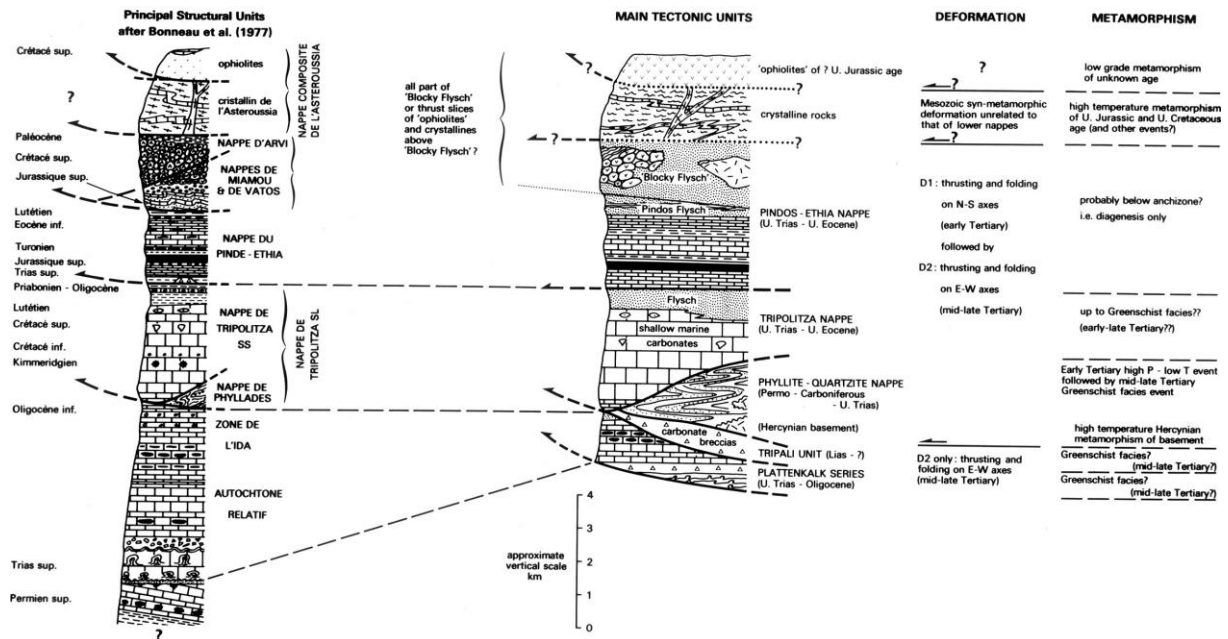 Principal Structural Units
after Bonneau et al. (1977)
Crétacé sup.
?
Paléocène
Crétacé sup.
Jurassique sup.
Lutétien
Eocène inf.
Turonien
Jurassique sup.
Trias sup.
Priabonien - Oligocène
Lutétien
Crétacé sup.
Crétacé inf.
Kimmeridgien
Oligocène inf.
Trias sup.
Permien sup.
?
ophiolites
cristallin de
l'Asteroussia
NAPPE COMPOSITE
DE L'ASTEROUSSIA
NAPPE D'ARVI
NAPPES DE
MIAMOU
& DE VATOS
NAPPE DU
PINDE - ETHIA
NAPPE DE
TRIPOLITZA
SS
NAPPE DE
PHYLLADES
NAPPE DE
TRIPOLITZA SL
ZONE DE
L'IDA
AUTOCHTONE
RELATIF
MAIN TECTONIC UNITS
all part of
'Blocky Flysch'
or thrust slices
of 'ophiolites'
and crystallines
above
'Blocky Flysch'?
?
?
?
'ophiolites' of ? U. Jurassic age
?
crystalline rocks
?
Blocky Flysch'
Pindos Flysch
PINDOS - ETHIA NAPPE
(U. Trias - U. Eocene)
Flysch
shallow marine
carbonates
TRIPOLITZA NAPPE
(U. Trias - U. Eocene)
PHYLLITE - QUARTZITE NAPPE
(Permo - Carboniferous
- U. Trias)
(Hercynian basement)
carbonate
breccias
TRIPALI UNIT (Lias - ?)
PLATTENKALK SERIES
(U. Trias - Oligocene)
approximate
vertical scale
km
4
3
2
1
0
DEFORMATION
?
?
Mesozoic syn-metamorphic
deformation unrelated to
that of lower nappes
?
D1 : thrusting and folding
on N-S axes
(early Tertiary)
followed by
D2 : thrusting and folding
on E-W axes
(mid-late Tertiary)
D2 only : thrusting and
folding on E-W axes
(mid-late Tertiary)
METAMORPHISM
low grade metamorphism
of unknown age
high temperature metamorphism
of U. Jurassic and U. Cretaceous
age (and other events?)
probably below anchizone?
i.e. diagenesis only
up to Greenschist facies??
(early-late Tertiary??)
Early Tertiary high P - low T event
followed by mid-late Tertiary
Greenschist facies event
high temperature Hercynian
metamorphism of basement
Greenschist facies?
(mid-late Tertiary?)
Greenschist facies?
(mid-late Tertiary?)